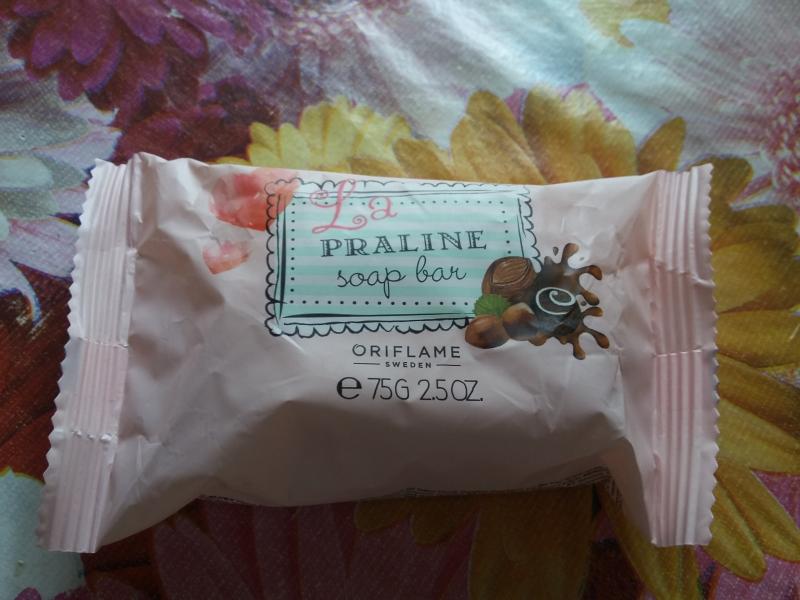 La
PRALINE
soap bar
ORIFLAME
SWEDEN
℮ 75G 2.5 OZ.